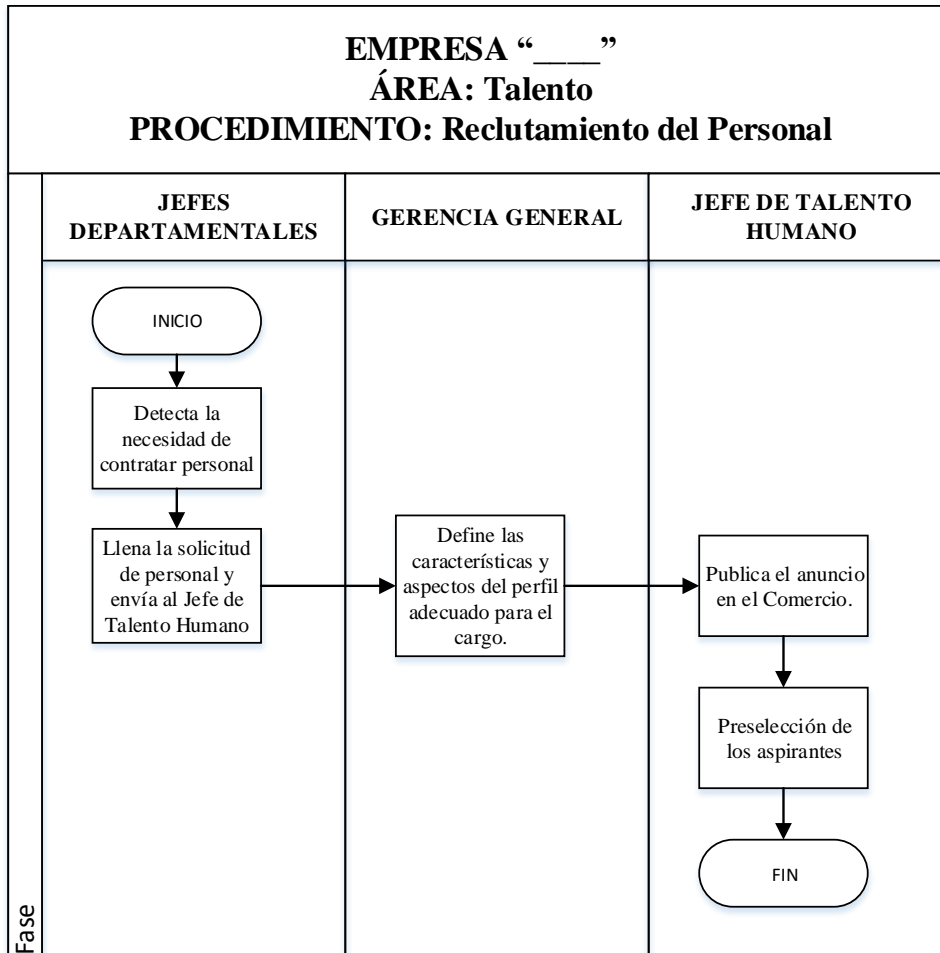 EMPRESA “____”
ÁREA: Talento
PROCEDIMIENTO: Reclutamiento del Personal
JEFES
DEPARTAMENTALES
GERENCIA GENERAL
JEFE DE TALENTO
HUMANO
INICIO
Detecta la
necesidad de
contratar personal
Llena la solicitud
de personal y
envía al Jefe de
Talento Humano
Define las
características y
aspectos del perfil
adecuado para el
cargo.
Publica el anuncio
en el Comercio.
Preselección de
los aspirantes
FIN
Fase